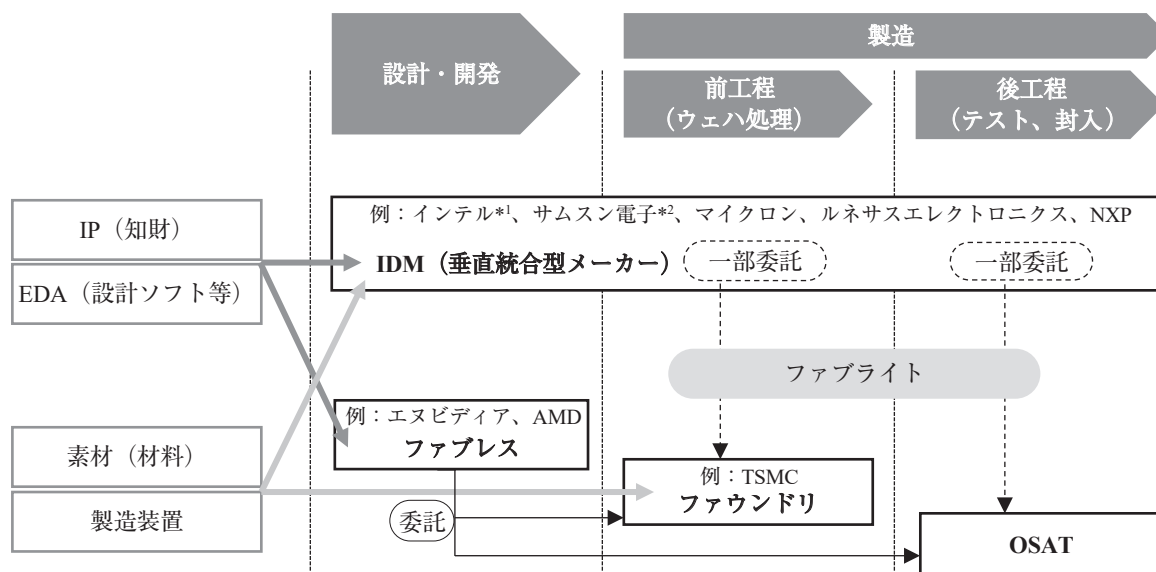 設計・開発
製造
前工程
（ウェハ処理）
後工程
（テスト、封入）
例：インテル*1、サムスン電子*2、マイクロン、ルネサスエレクトロニクス、NXP
IDM（垂直統合型メーカー）
一部委託
一部委託
IP（知財）
EDA（設計ソフト等）
ファブライト
例：エヌビディア、AMD
ファブレス
素材（材料）
製造装置
例：TSMC
ファウンドリ
委託
OSAT